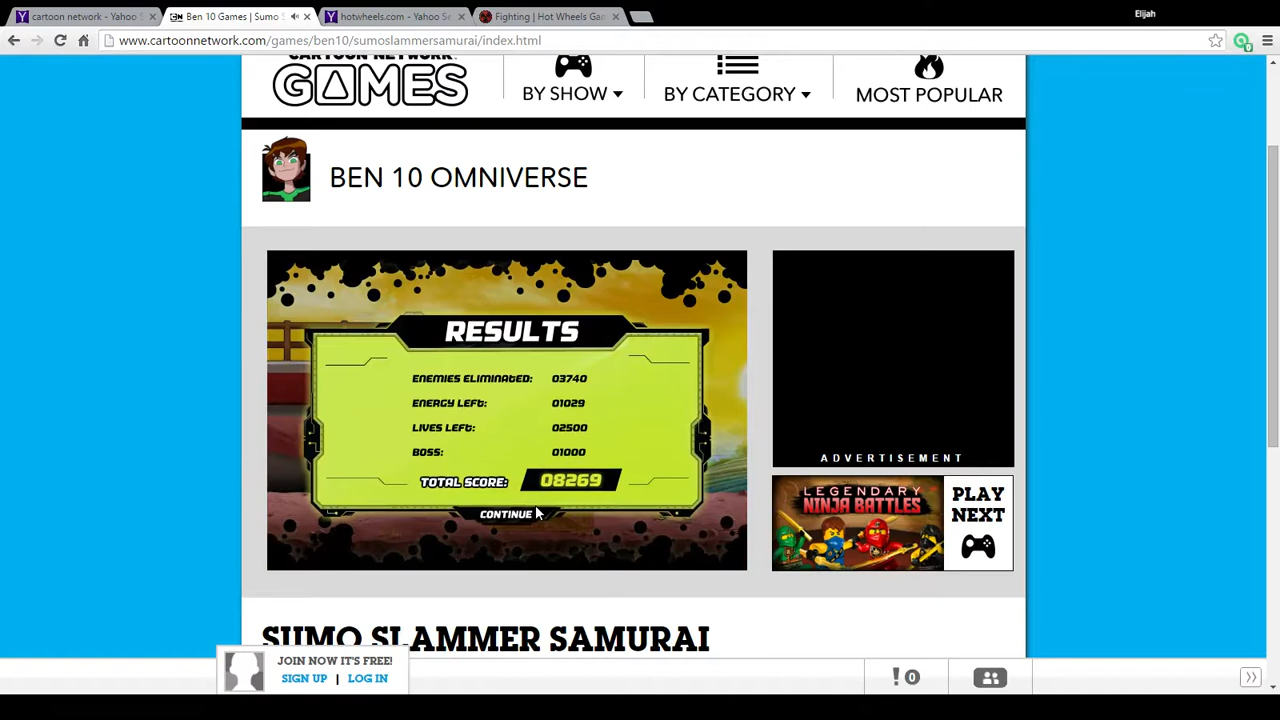 cartoon network - Yahoo S
Ben 10 Games | Sumo S
hotwheels.com - Yahoo Se
Fighting | Hot Wheels Gam
Elijah
www.cartoonnetwork.com/games/ben10/sumoslammersamurai/index.html
CARTOON NETWORK
GAMES
BY SHOW
BY CATEGORY
MOST POPULAR
BEN 10 OMNIVERSE
RESULTS
ENEMIES ELIMINATED: 03740
ENERGY LEFT: 01029
LIVES LEFT: 02500
BOSS: 01000
TOTAL SCORE: 08269
CONTINUE
ADVERTISEMENT
LEGENDARY
NINJA BATTLES
PLAY
NEXT
SUMO SLAMMER SAMURAI
JOIN NOW IT'S FREE!
SIGN UP | LOG IN
! 0